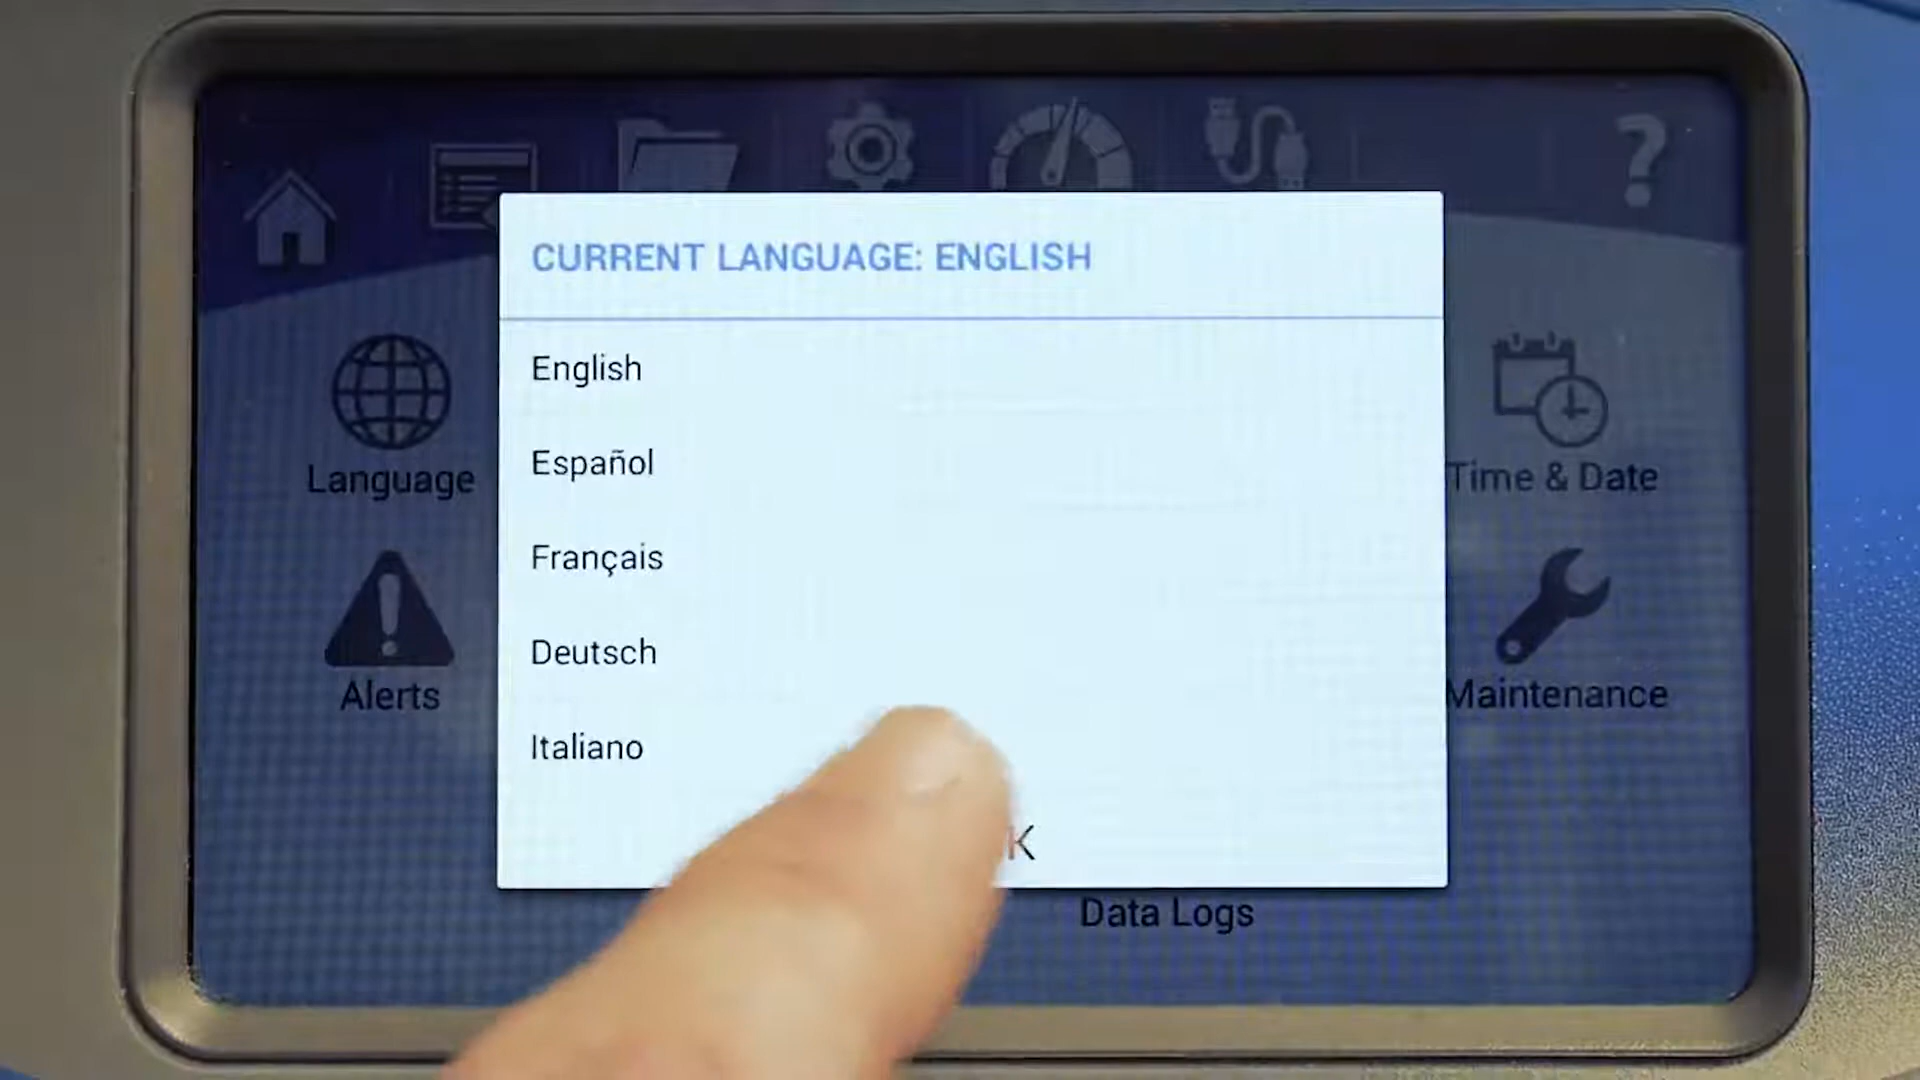 CURRENT LANGUAGE: ENGLISH
English
Español
Français
Deutsch
Italiano
Language
Time & Date
Alerts
Maintenance
Data Logs